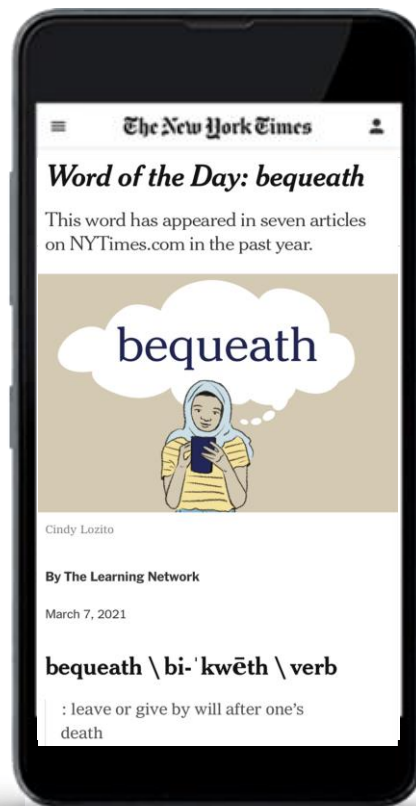 The New York Times
Word of the Day: bequeath
This word has appeared in seven articles
on NYTimes.com in the past year.
bequeath
Cindy Lozito
By The Learning Network
March 7, 2021
bequeath \ bi-ˈkwēth \ verb
: leave or give by will after one’s
death